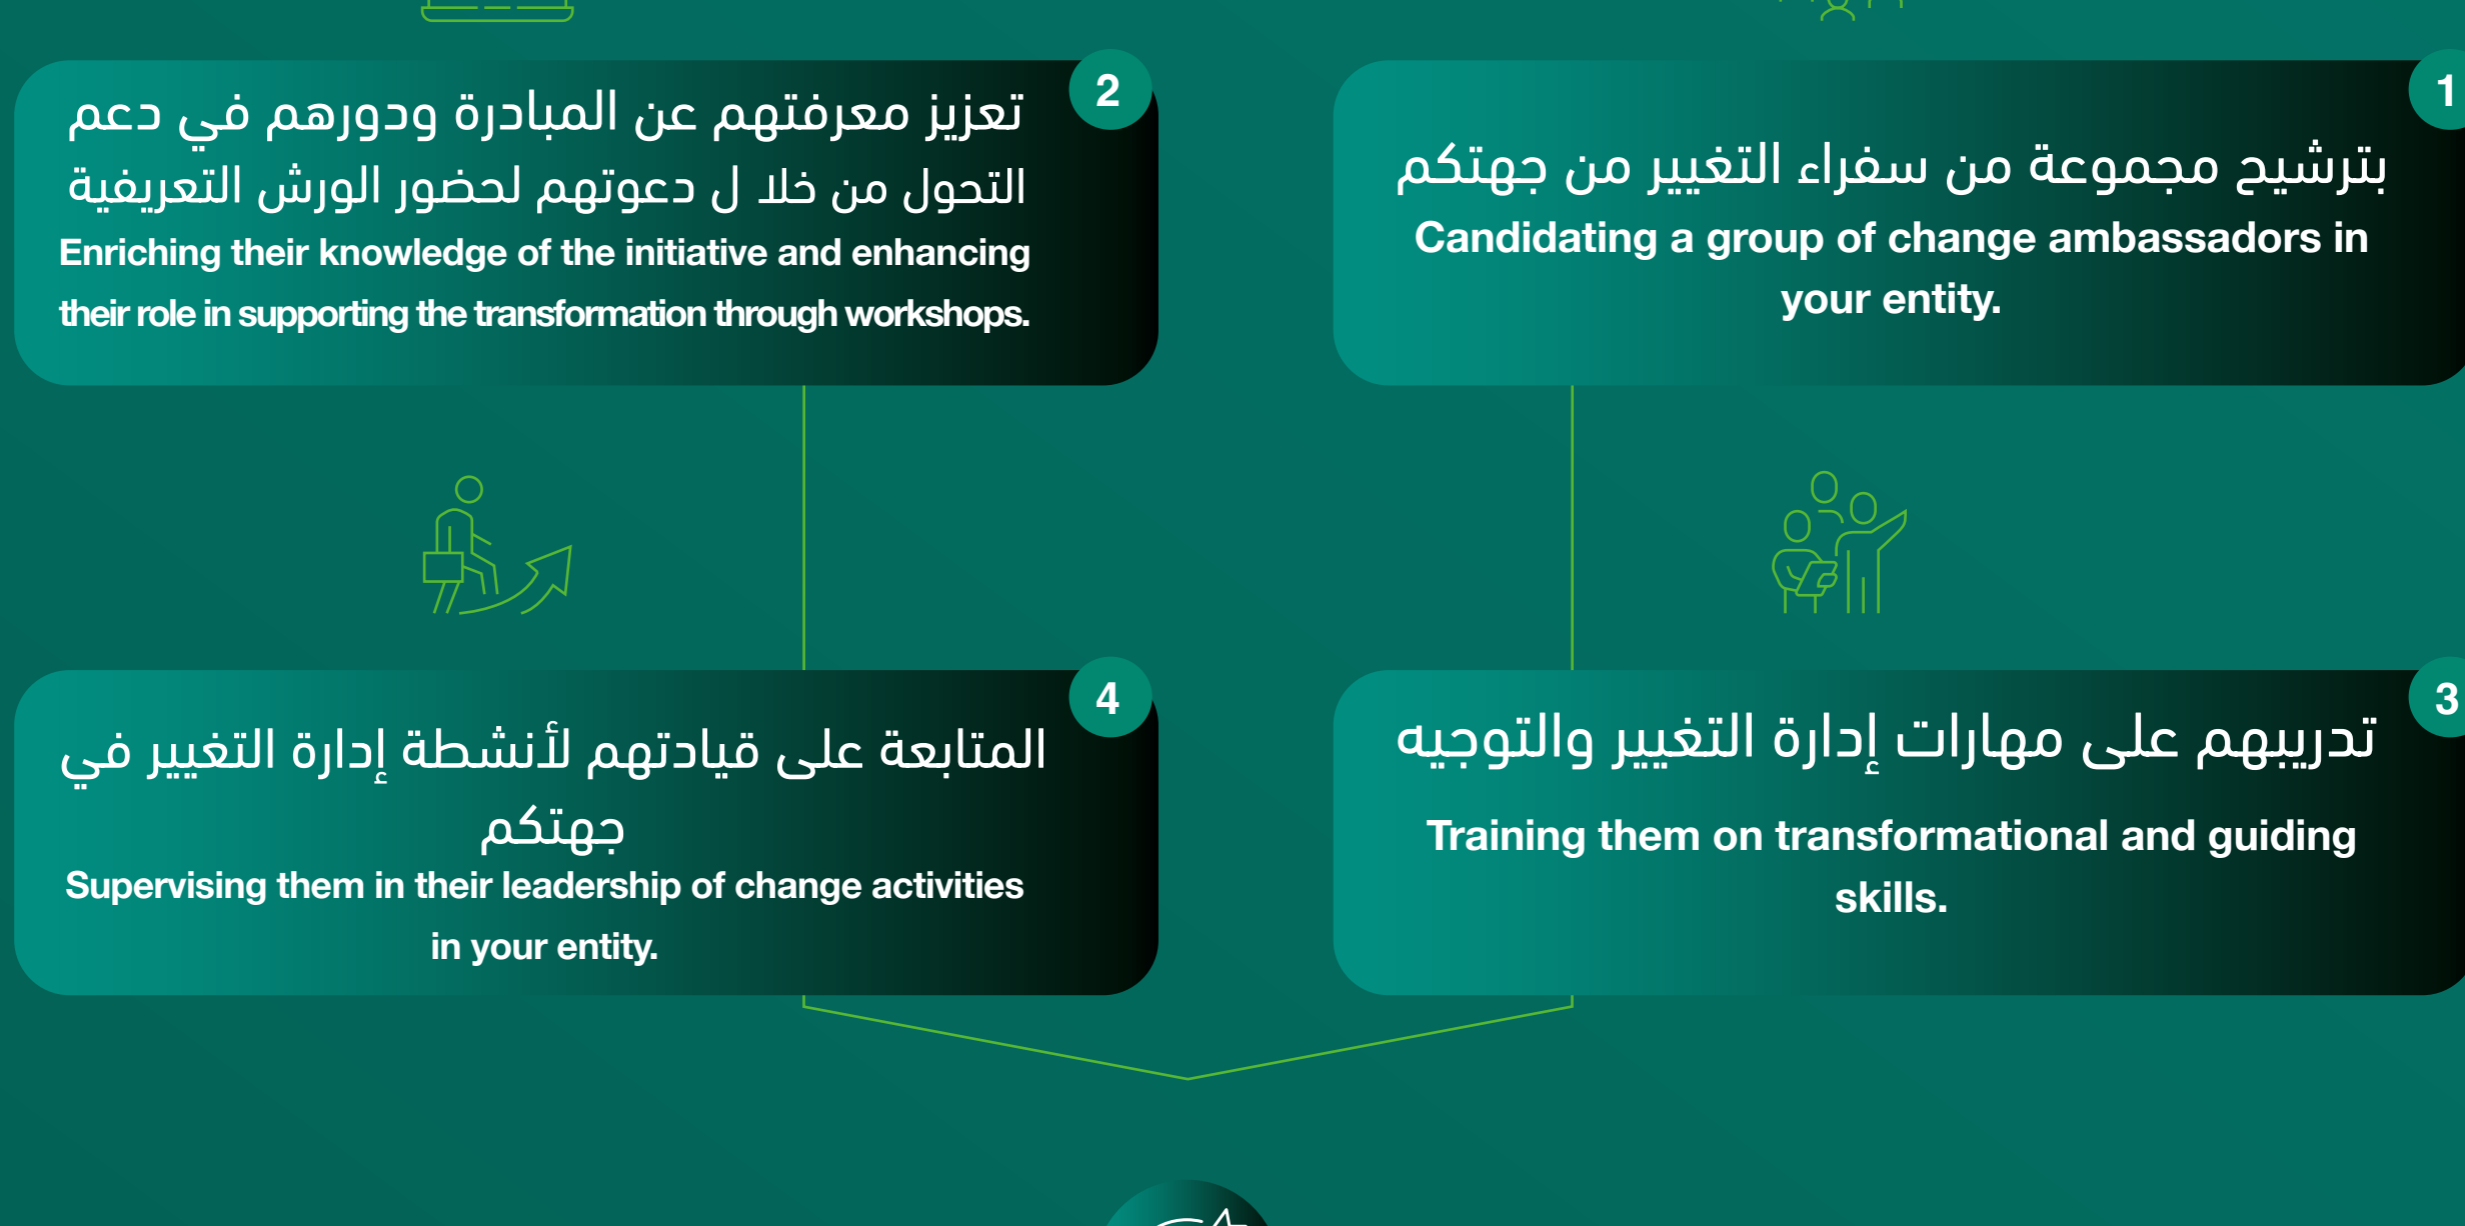 1
بترشيح مجموعة من سفراء التغيير من جهتكم
Candidating a group of change ambassadors in
your entity.
2
تعزيز معرفتهم عن المبادرة ودورهم في دعم
التحول من خلا ل دعوتهم لحضور الورش التعريفية
Enriching their knowledge of the initiative and enhancing
their role in supporting the transformation through workshops.
3
تدريبهم على مهارات إدارة التغيير والتوجيه
Training them on transformational and guiding
skills.
4
المتابعة على قيادتهم لأنشطة إدارة التغيير في
جهتكم
Supervising them in their leadership of change activities
in your entity.